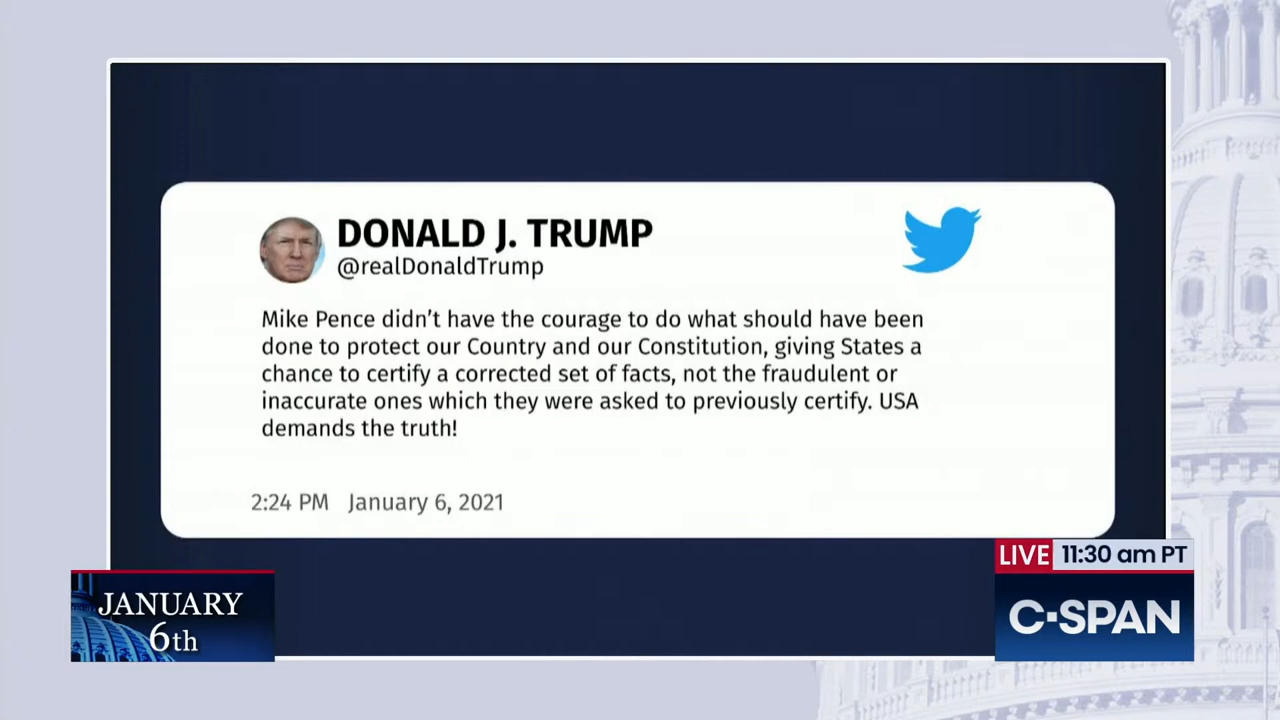 DONALD J. TRUMP
@realDonaldTrump
Mike Pence didn’t have the courage to do what should have been
done to protect our Country and our Constitution, giving States a
chance to certify a corrected set of facts, not the fraudulent or
inaccurate ones which they were asked to previously certify. USA
demands the truth!
2:24 PM January 6, 2021
LIVE 11:30 am PT
JANUARY
6th
C-SPAN